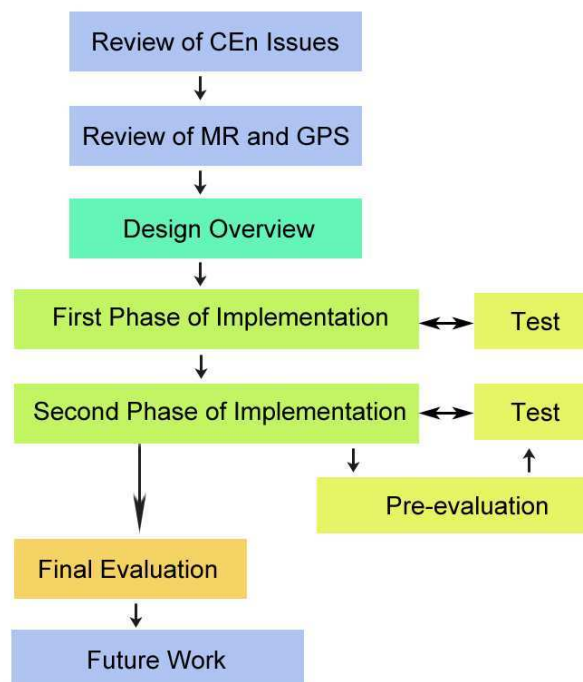 Review of CEn Issues
Review of MR and GPS
Design Overview
First Phase of Implementation
Test
Second Phase of Implementation
Test
Pre-evaluation
Final Evaluation
Future Work